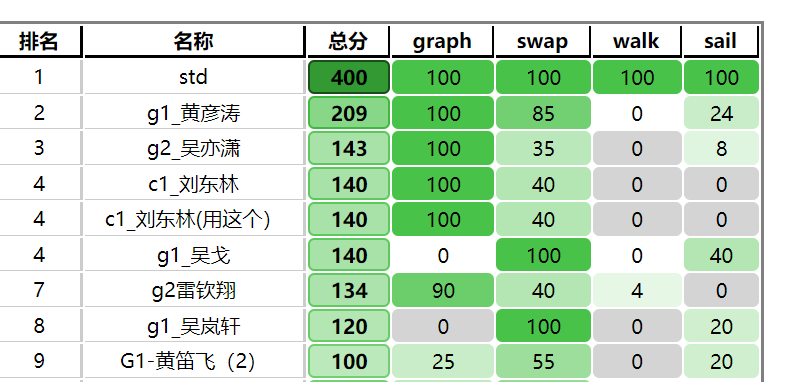 排名 名称 总分 graph swap walk sail
1 std 400 100 100 100 100
2 g1_黄彦涛 209 100 85 0 24
3 g2_吴亦潇 143 100 35 0 8
4 c1_刘东林 140 100 40 0 0
4 c1_刘东林(用这个) 140 100 40 0 0
4 g1_吴戈 140 0 100 0 40
7 g2雷钦翔 134 90 40 4 0
8 g1_吴岚轩 120 0 100 0 20
9 G1-黄笛飞（2） 100 25 55 0 20